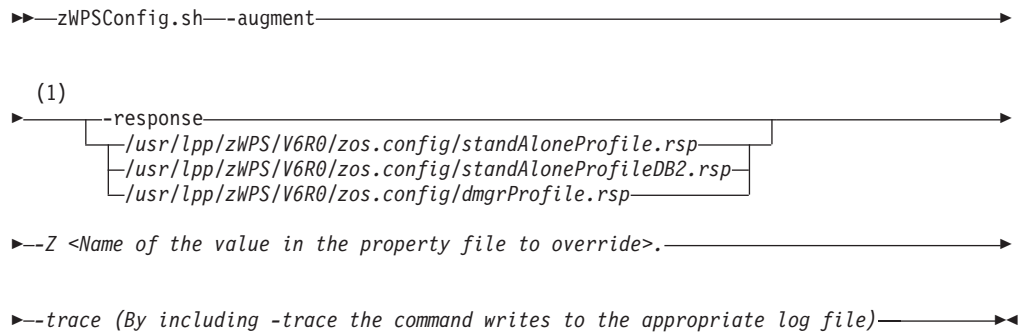 zWPSConfig.sh -augment
(1)
-response
/usr/lpp/zWPS/V6R0/zos.config/standAloneProfile.rsp
/usr/lpp/zWPS/V6R0/zos.config/standAloneProfileDB2.rsp
/usr/lpp/zWPS/V6R0/zos.config/dmgrProfile.rsp
-Z <Name of the value in the property file to override>.
-trace (By including -trace the command writes to the appropriate log file)